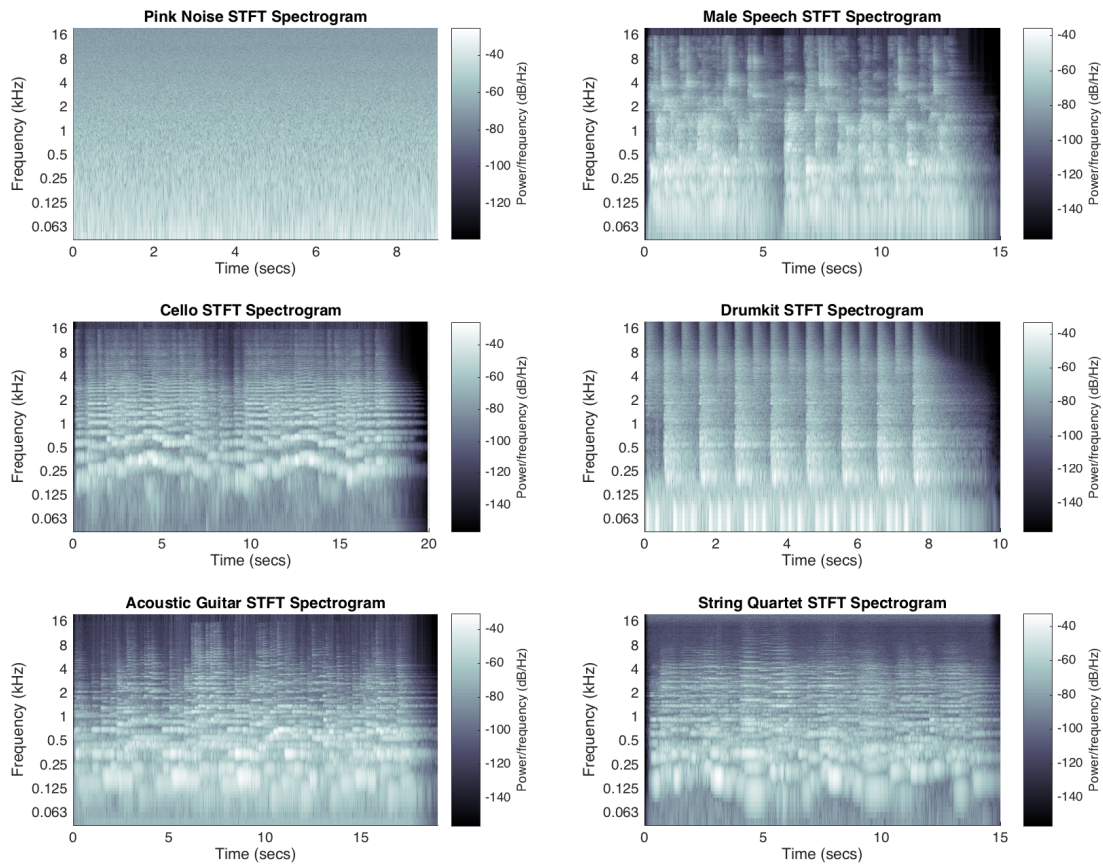 Pink Noise STFT Spectrogram
16
8
4
2
1
0.5
0.25
0.125
0.063
Frequency (kHz)
0 2 4 6 8
Time (secs)
-40
-60
-80
-100
-120
Power/frequency (dB/Hz)
Male Speech STFT Spectrogram
16
8
4
2
1
0.5
0.25
0.125
0.063
Frequency (kHz)
0 5 10 15
Time (secs)
-40
-60
-80
-100
-120
-140
Power/frequency (dB/Hz)
Cello STFT Spectrogram
16
8
4
2
1
0.5
0.25
0.125
0.063
Frequency (kHz)
0 5 10 15 20
Time (secs)
-40
-60
-80
-100
-120
-140
Power/frequency (dB/Hz)
Drumkit STFT Spectrogram
16
8
4
2
1
0.5
0.25
0.125
0.063
Frequency (kHz)
0 2 4 6 8 10
Time (secs)
-40
-60
-80
-100
-120
-140
Power/frequency (dB/Hz)
Acoustic Guitar STFT Spectrogram
16
8
4
2
1
0.5
0.25
0.125
0.063
Frequency (kHz)
0 5 10 15
Time (secs)
-40
-60
-80
-100
-120
-140
Power/frequency (dB/Hz)
String Quartet STFT Spectrogram
16
8
4
2
1
0.5
0.25
0.125
0.063
Frequency (kHz)
0 5 10 15
Time (secs)
-40
-60
-80
-100
-120
-140
Power/frequency (dB/Hz)